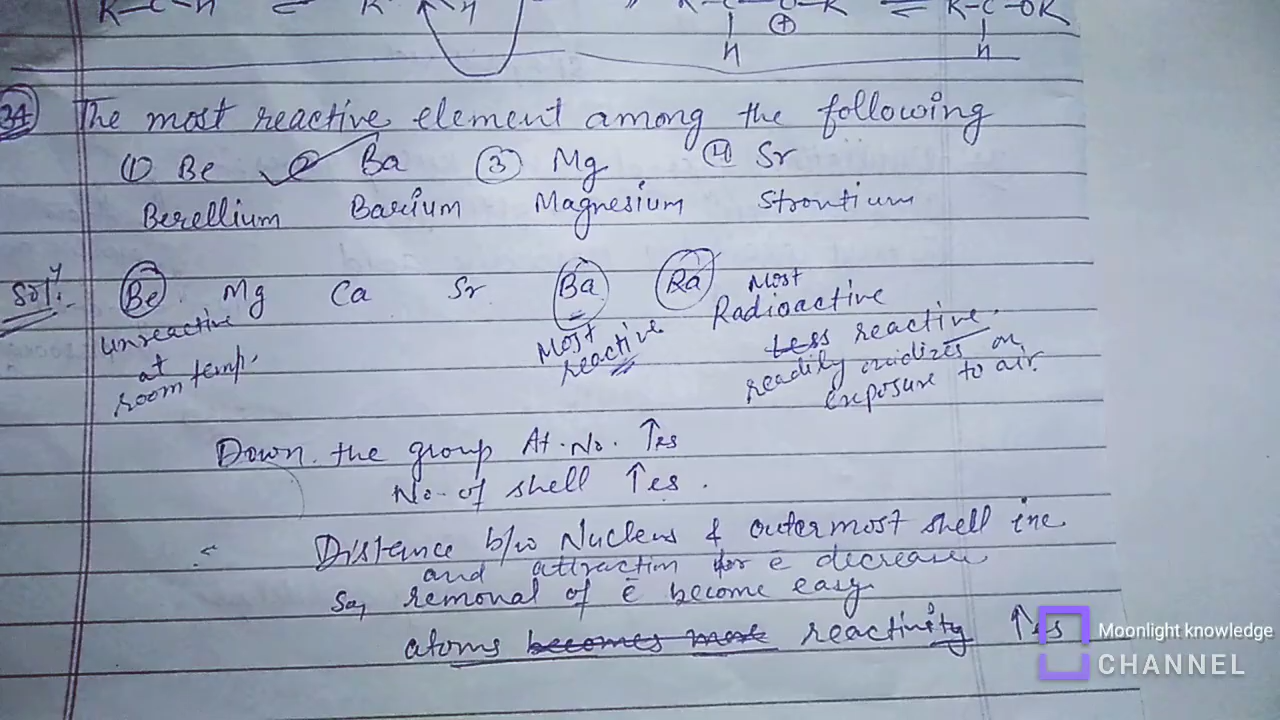 R-C-H ⇌ R H R-C-O-R ⇌ R-C-OR
⊕
H H
34 The most reactive element among the following
① Be ② Ba ③ Mg ④ Sr
Berellium Barium Magnesium Strontium
Solⁿ:- Be Mg Ca Sr Ba Ra Most
Radioactive
unreactive at room temp.
Most reactive
Less reactive.
readily oxidizes on
exposure to air.
Down the group At. No. ↑es
No. of shell ↑es.
Distance b/w Nucleus & outermost shell inc
and attraction for e decrease
So, removal of ē become easy
atoms becomes more reactivity ↑es
Moonlight knowledge
CHANNEL